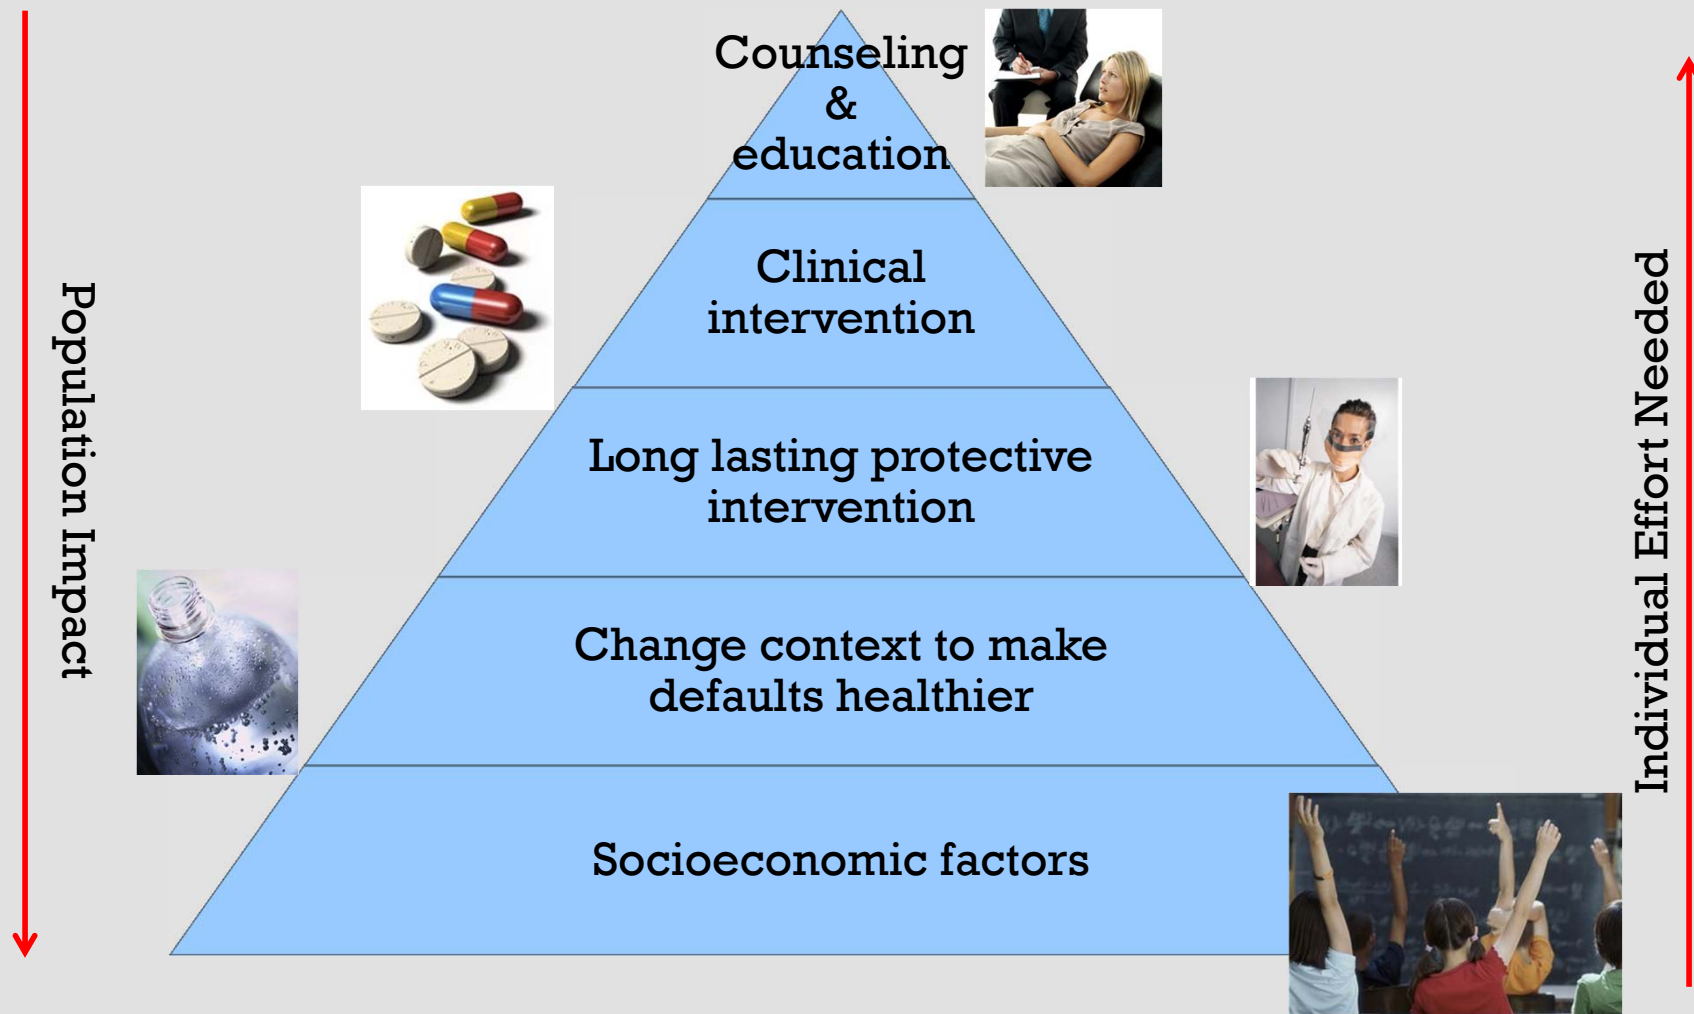 Counseling
&
education
Clinical
intervention
Long lasting protective
intervention
Change context to make
defaults healthier
Socioeconomic factors
Population Impact
Individual Effort Needed